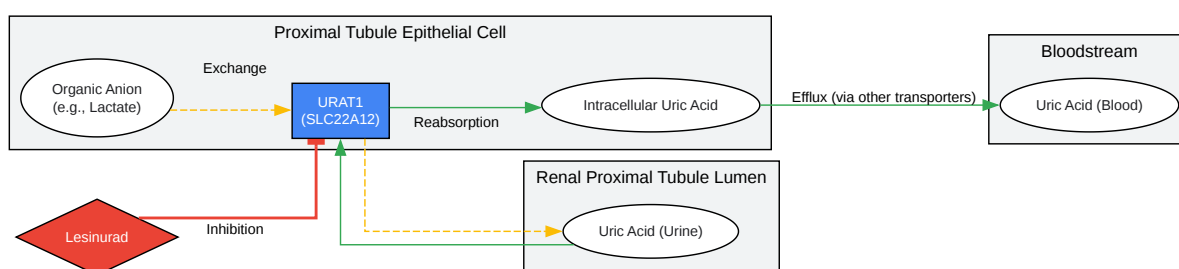 Proximal Tubule Epithelial Cell
Organic Anion
(e.g., Lactate)
Exchange
URAT1
(SLC22A12)
Reabsorption
Intracellular Uric Acid
Efflux (via other transporters)
Bloodstream
Uric Acid (Blood)
Renal Proximal Tubule Lumen
Uric Acid (Urine)
Lesinurad
Inhibition